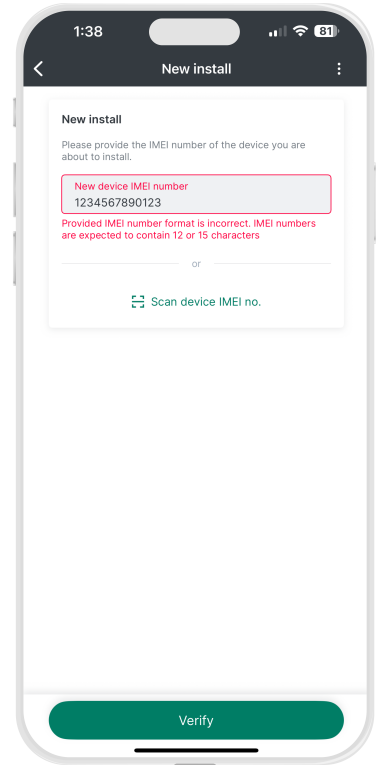 1:38
81
New install
New install
Please provide the IMEI number of the device you are
about to install.
New device IMEI number
1234567890123
Provided IMEI number format is incorrect. IMEI numbers
are expected to contain 12 or 15 characters
or
Scan device IMEI no.
Verify